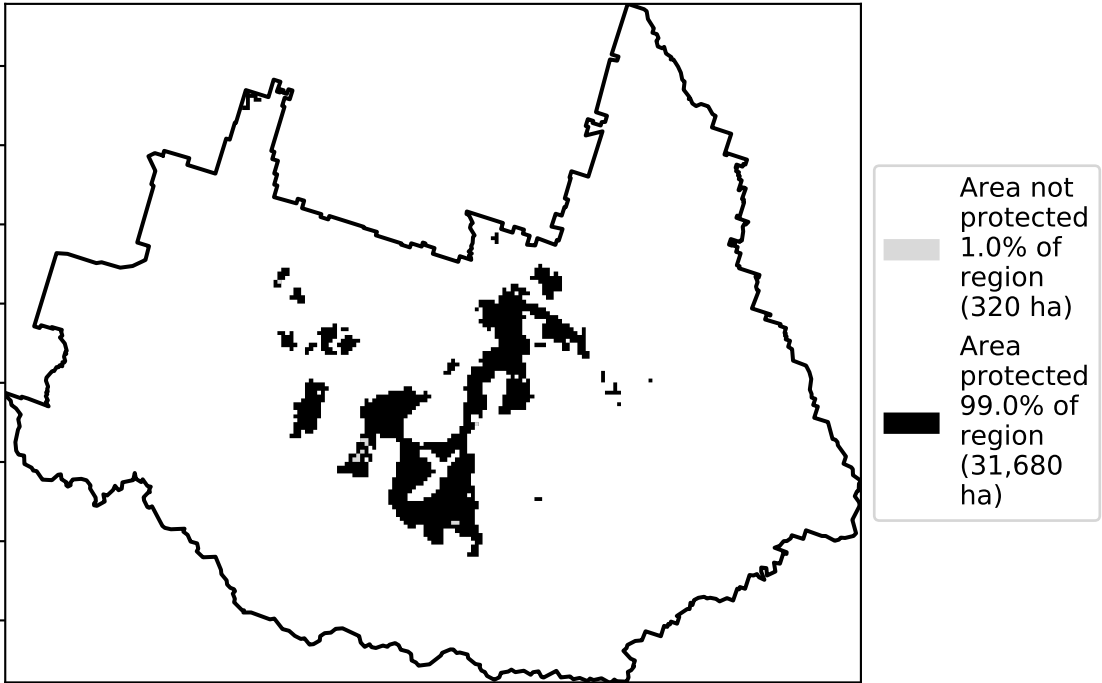 Area not
protected
1.0% of
region
(320 ha)
Area
protected
99.0% of
region
(31,680
ha)